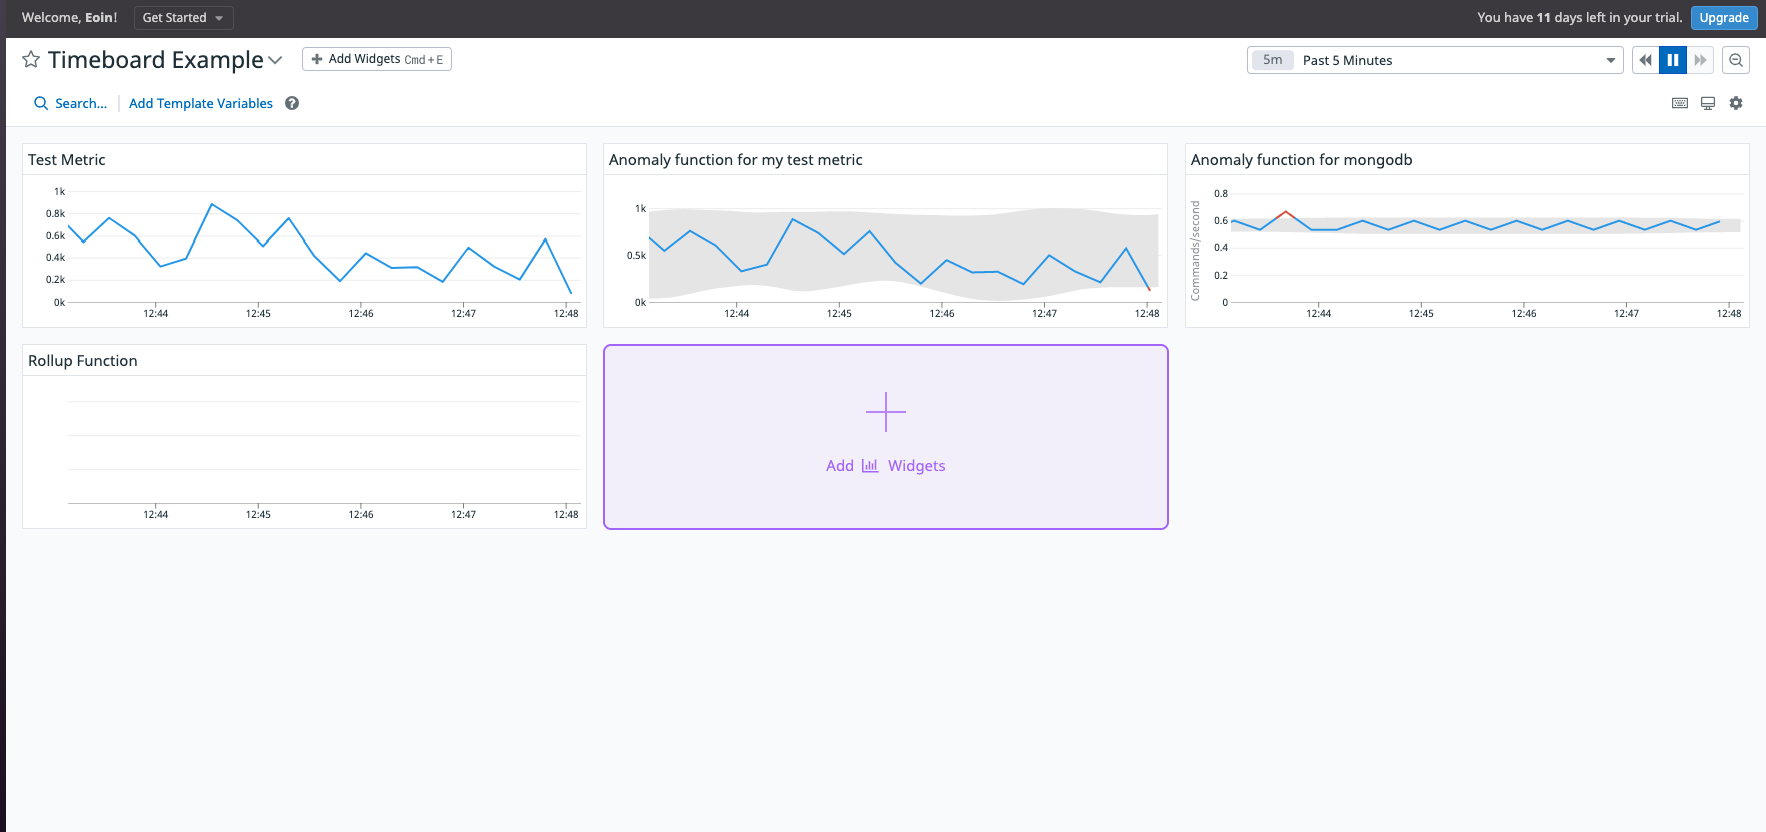 Welcome, Eoin!
Get Started
You have 11 days left in your trial.
Upgrade
Timeboard Example
Add Widgets Cmd+E
5m Past 5 Minutes
Search...
Add Template Variables
?
Test Metric
1k
0.8k
0.6k
0.4k
0.2k
0k
12:44 12:45 12:46 12:47 12:48
Anomaly function for my test metric
1k
0.5k
0k
12:44 12:45 12:46 12:47 12:48
Anomaly function for mongodb
Commands/second
0.8
0.6
0.4
0.2
0
12:44 12:45 12:46 12:47 12:48
Rollup Function
12:44 12:45 12:46 12:47 12:48
Add Widgets